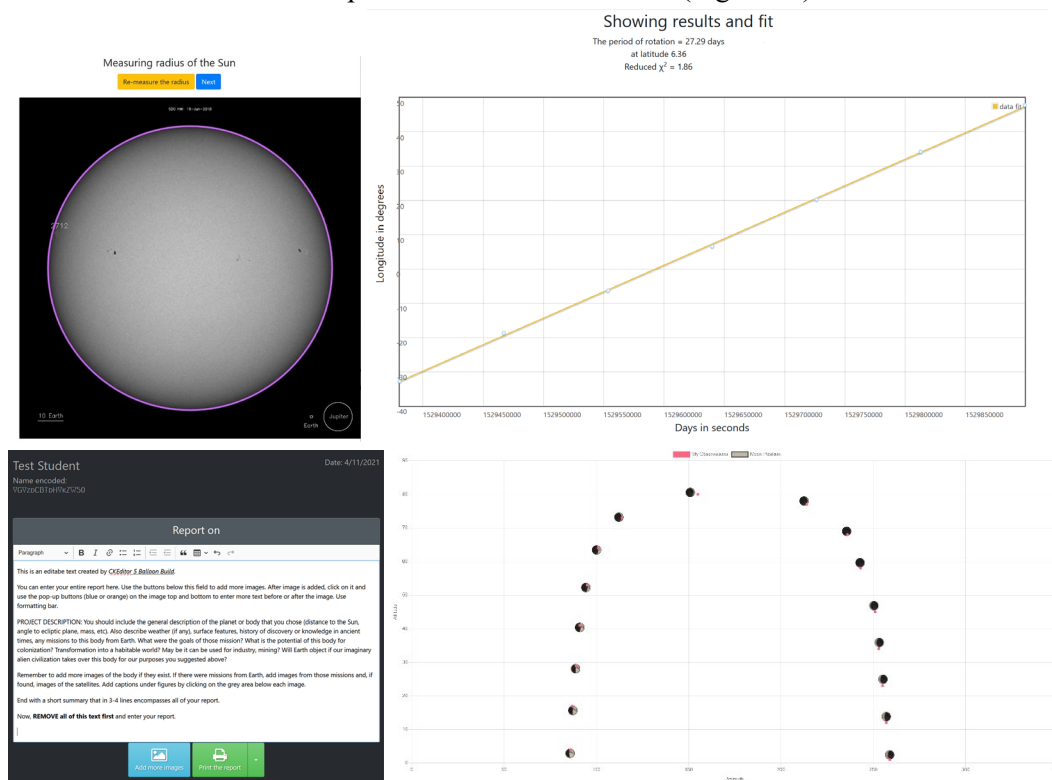 Showing results and fit
The period of rotation = 27.29 days
at latitude 6.36
Reduced χ² = 1.86
Measuring radius of the Sun
Re-measure the radius Next
2712
10 Earth
Earth
Jupiter
data fit
Longitude in degrees
50
40
30
20
10
0
-10
-20
-30
-40
1529400000 1529450000 1529500000 1529550000 1529600000 1529650000 1529700000 1529750000 1529800000 1529850000
Days in seconds
Test Student
Date: 4/11/2021
Name encoded:
Report on
Paragraph
This is an editabe text created by CKEditor 5 Balloon Build.
You can enter your entire report here. Use the buttons below this field to add more images. After image is added, click on it and
use the pop-up buttons (blue or orange) on the image top and bottom to enter more text before or after the image. Use
formatting bar.
PROJECT DESCRIPTION: You should include the general description of the planet or body that you chose (distance to the Sun,
angle to ecliptic plane, mass, etc). Also describe weather (if any), surface features, history of discovery or knowledge in ancient
times, any missions to this body from Earth. What were the goals of those mission? What is the potential of this body for
colonization? Transformation into a habitable world? May be it can be used for industry, mining? Will Earth object if our imaginary
alien civilization takes over this body for our purposes you suggested above?
Remember to add more images of the body if they exist. If there were missions from Earth, add images from those missions and, if
found, images of the satellites. Add captions under figures by clicking on the grey area below each image.
End with a short summary that in 3-4 lines encompasses all of your report.
Now, REMOVE all of this text first and enter your report.
Add more images
Print the report